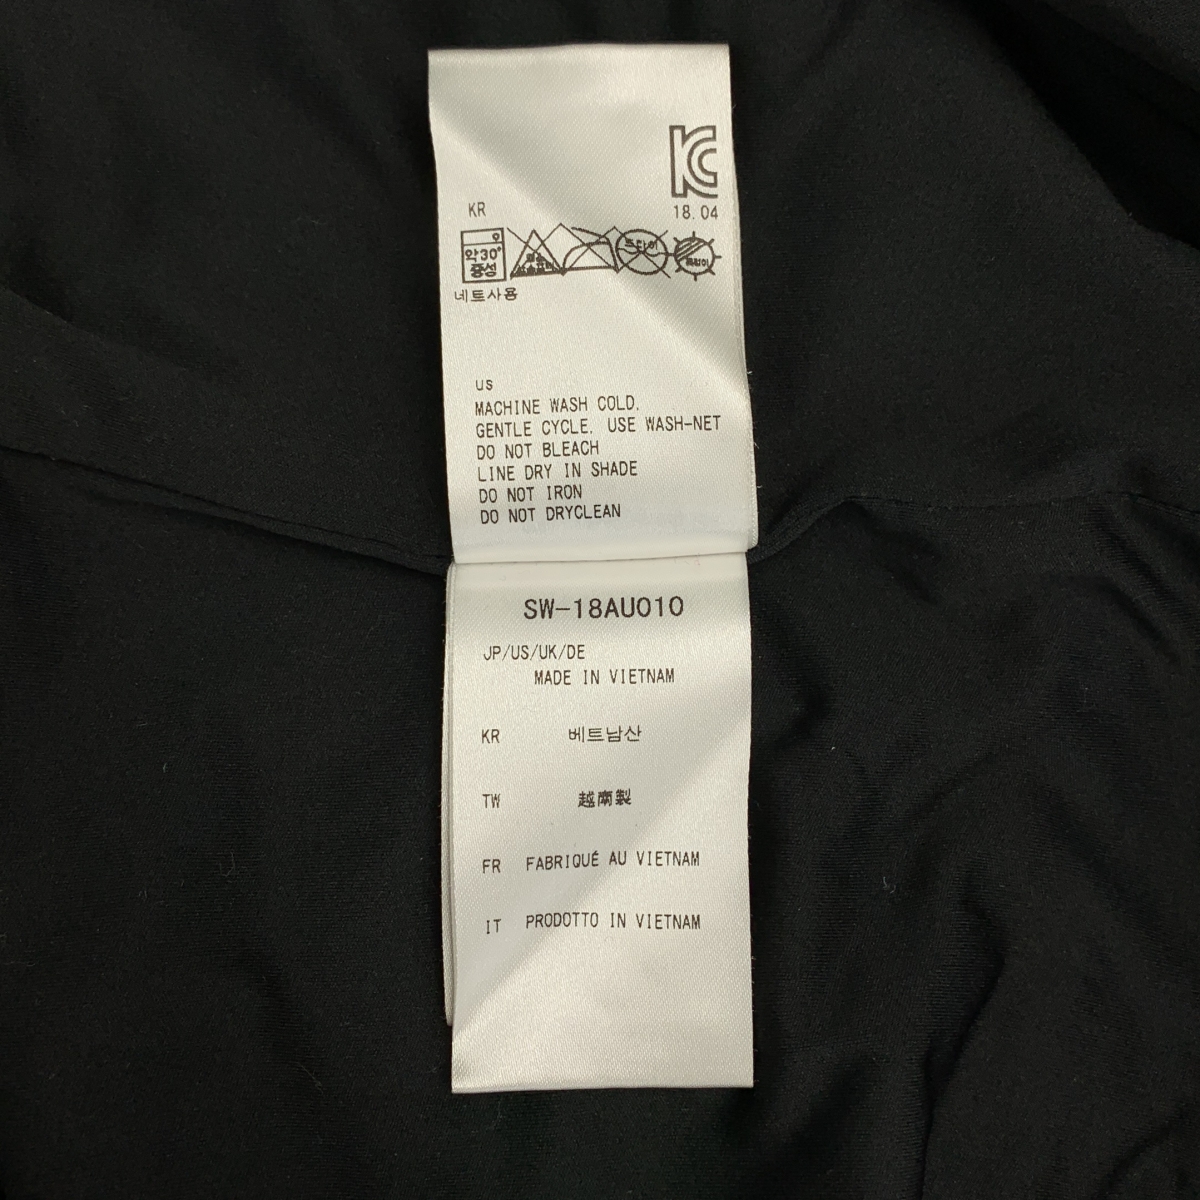 KC
KR 18.04
약30° 중성 드라이
네트사용
US
MACHINE WASH COLD.
GENTLE CYCLE. USE WASH-NET
DO NOT BLEACH
LINE DRY IN SHADE
DO NOT IRON
DO NOT DRYCLEAN
SW-18AU010
JP/US/UK/DE
MADE IN VIETNAM
KR 베트남산
TW 越南製
FR FABRIQUÉ AU VIETNAM
IT PRODOTTO IN VIETNAM